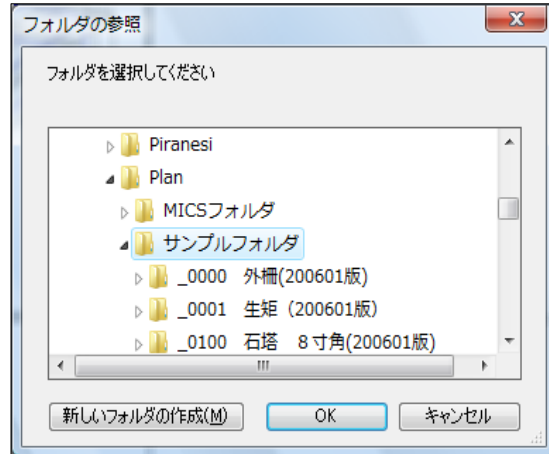 フォルダの参照
フォルダを選択してください
Piranesi
Plan
MICSフォルダ
サンプルフォルダ
_0000　外柵(200601版)
_0001　生矩（200601版）
_0100　石塔　８寸角(200601版)
新しいフォルダの作成(M)　OK　キャンセル